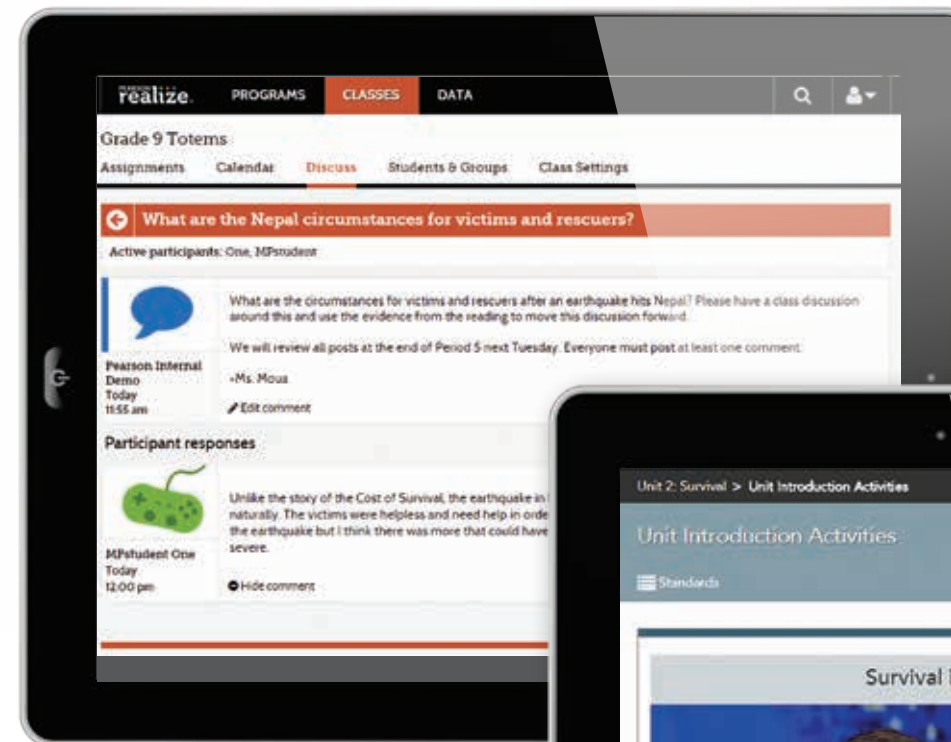 PEARSON
realize.
PROGRAMS
CLASSES
DATA
Grade 9 Totems
Assignments
Calendar
Discuss
Students & Groups
Class Settings
What are the Nepal circumstances for victims and rescuers?
Active participants: One, MPstudent
What are the circumstances for victims and rescuers after an earthquake hits Nepal? Please have a class discussion
around this and use the evidence from the reading to move this discussion forward.
We will review all posts at the end of Period 5 next Tuesday. Everyone must post at least one comment.
-Ms. Moua
Edit comment
Pearson Internal
Demo
Today
11:55 am
Participant responses
Unlike the story of the Cost of Survival, the earthquake in
naturally. The victims were helpless and need help in orde
the earthquake but I think there was more that could have
severe.
Hide comment
MPstudent One
Today
12:00 pm
Unit 2: Survival > Unit Introduction Activities
Unit Introduction Activities
Standards
Survival i